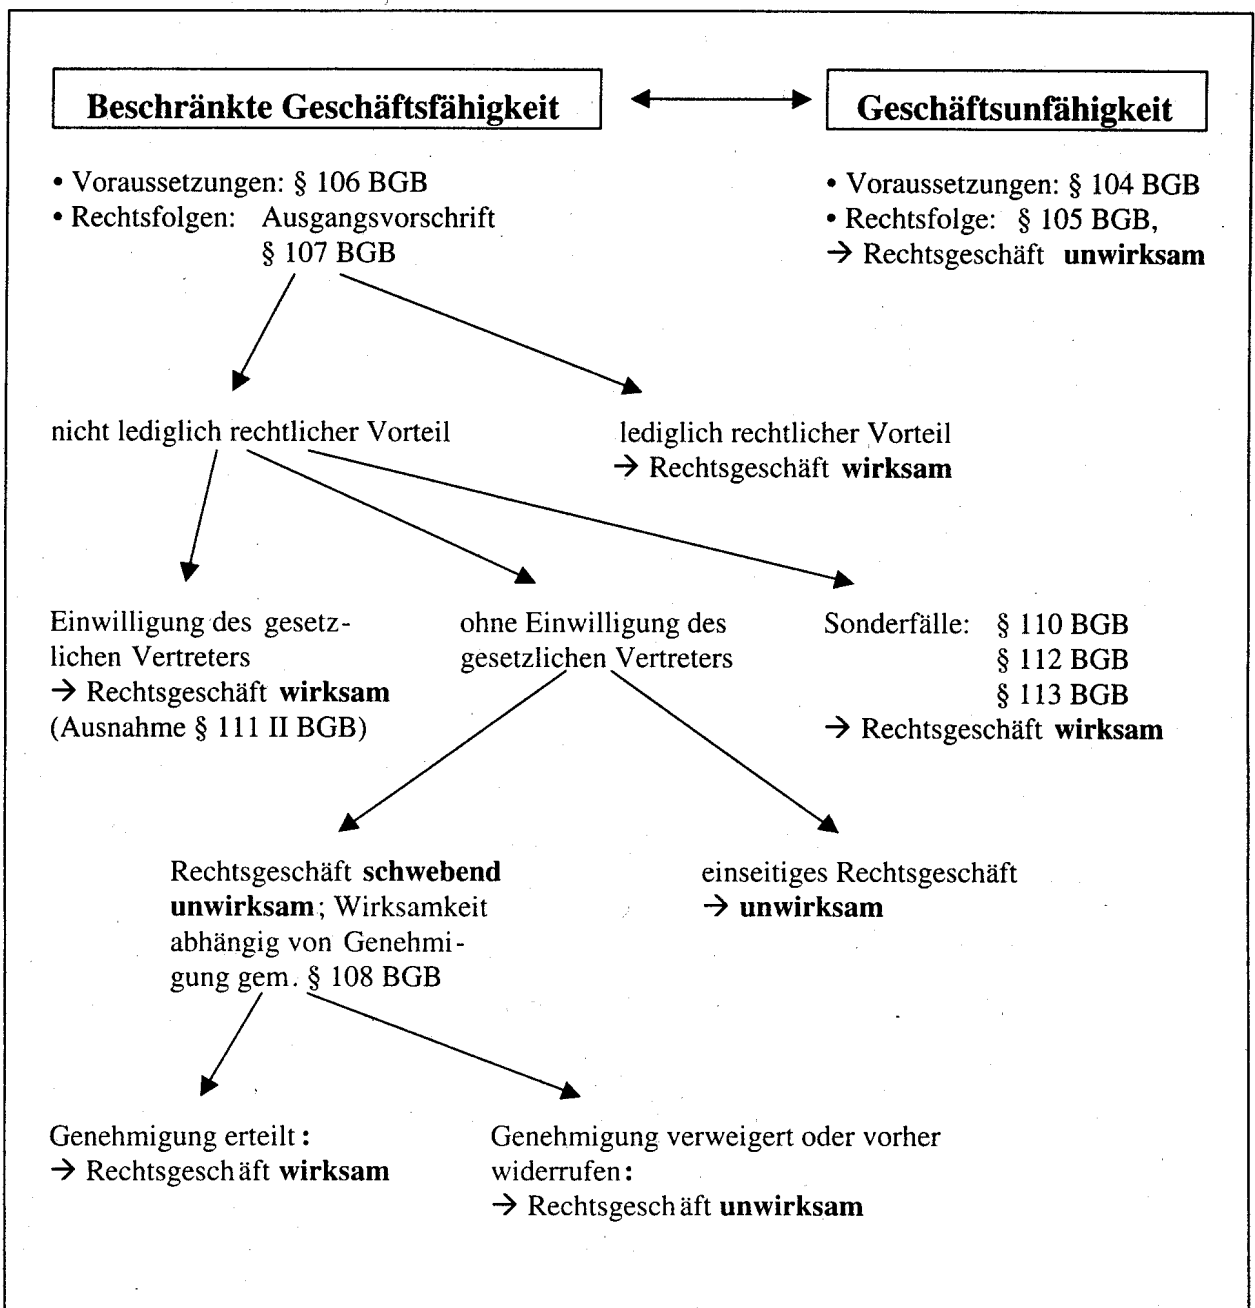 Beschränkte Geschäftsfähigkeit
Geschäftsunfähigkeit
• Voraussetzungen: § 106 BGB
• Rechtsfolgen: Ausgangsvorschrift
§ 107 BGB
• Voraussetzungen: § 104 BGB
• Rechtsfolge: § 105 BGB,
→ Rechtsgeschäft unwirksam
nicht lediglich rechtlicher Vorteil
lediglich rechtlicher Vorteil
→ Rechtsgeschäft wirksam
Einwilligung des gesetz-
lichen Vertreters
→ Rechtsgeschäft wirksam
(Ausnahme § 111 II BGB)
ohne Einwilligung des
gesetzlichen Vertreters
Sonderfälle: § 110 BGB
§ 112 BGB
§ 113 BGB
→ Rechtsgeschäft wirksam
Rechtsgeschäft schwebend
unwirksam; Wirksamkeit
abhängig von Genehmi-
gung gem. § 108 BGB
einseitiges Rechtsgeschäft
→ unwirksam
Genehmigung erteilt:
→ Rechtsgeschäft wirksam
Genehmigung verweigert oder vorher
widerrufen:
→ Rechtsgeschäft unwirksam